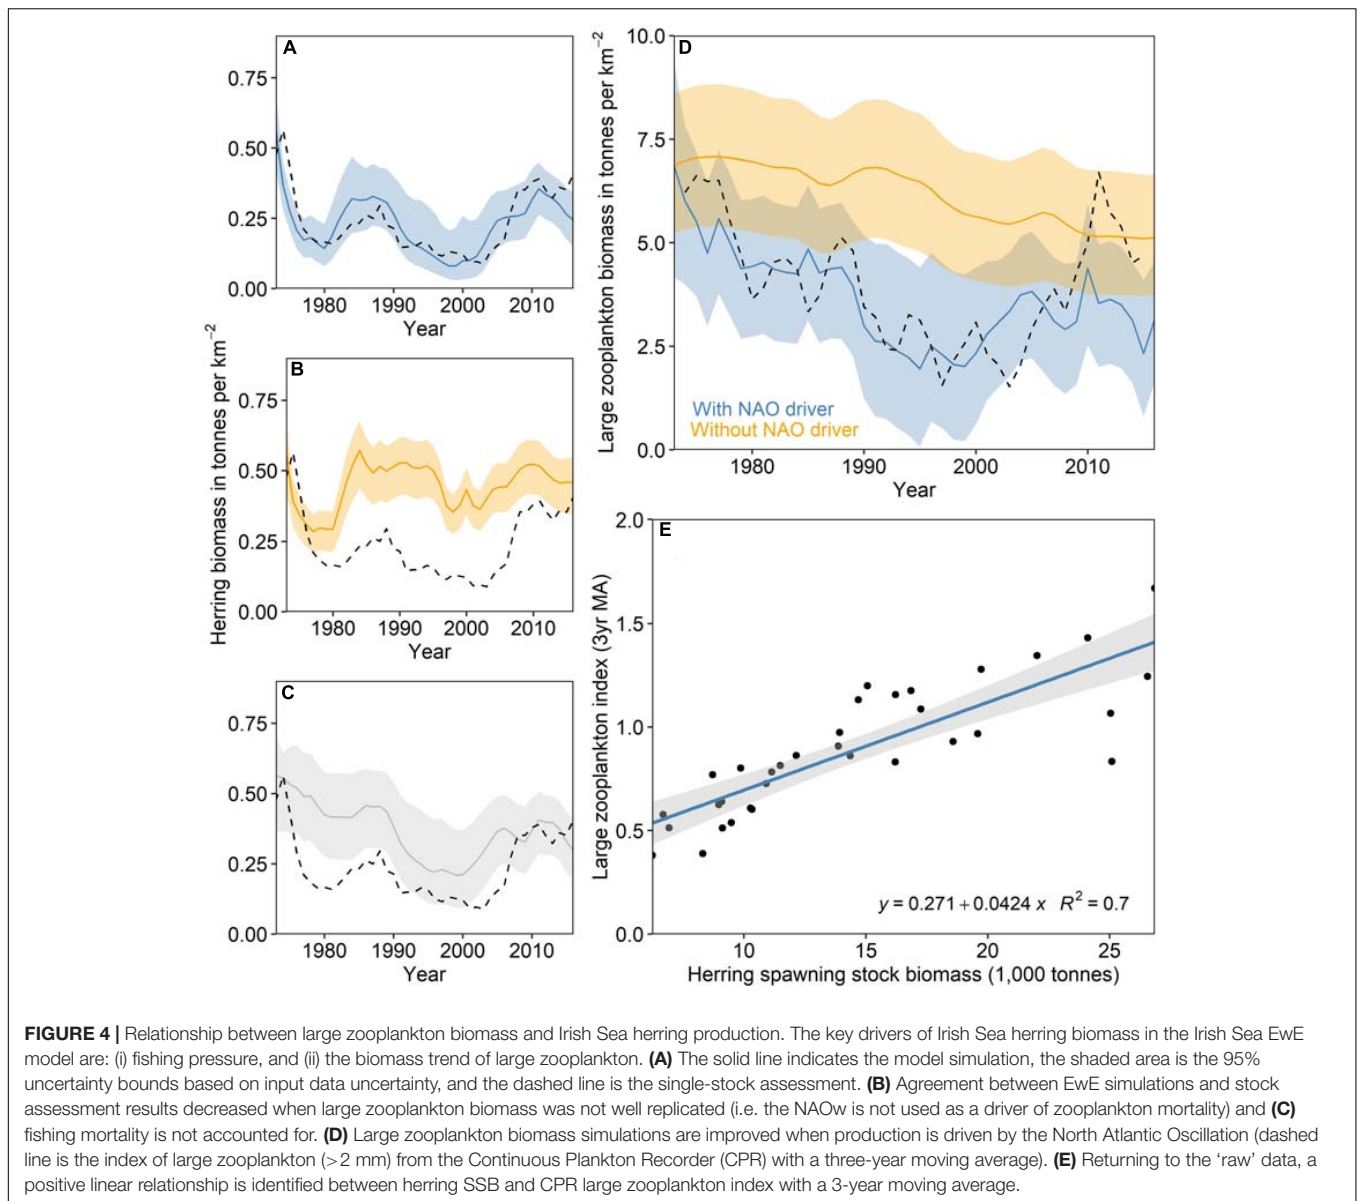 A
0.75
0.50
0.25
0.00
1980 1990 2000 2010
Year
B
0.75
0.50
0.25
0.00
1980 1990 2000 2010
Year
Herring biomass in tonnes per km⁻²
C
0.75
0.50
0.25
0.00
1980 1990 2000 2010
Year
D
10.0
7.5
5.0
2.5
0.0
Large zooplankton biomass in tonnes per km⁻²
With NAO driver
Without NAO driver
1980 1990 2000 2010
Year
E
2.0
1.5
1.0
0.5
0.0
Large zooplankton index (3yr MA)
y = 0.271 + 0.0424 x R² = 0.7
10 15 20 25
Herring spawning stock biomass (1,000 tonnes)
FIGURE 4 | Relationship between large zooplankton biomass and Irish Sea herring production. The key drivers of Irish Sea herring biomass in the Irish Sea EwE
model are: (i) fishing pressure, and (ii) the biomass trend of large zooplankton. (A) The solid line indicates the model simulation, the shaded area is the 95%
uncertainty bounds based on input data uncertainty, and the dashed line is the single-stock assessment. (B) Agreement between EwE simulations and stock
assessment results decreased when large zooplankton biomass was not well replicated (i.e. the NAOw is not used as a driver of zooplankton mortality) and (C)
fishing mortality is not accounted for. (D) Large zooplankton biomass simulations are improved when production is driven by the North Atlantic Oscillation (dashed
line is the index of large zooplankton (>2 mm) from the Continuous Plankton Recorder (CPR) with a three-year moving average). (E) Returning to the ‘raw’ data, a
positive linear relationship is identified between herring SSB and CPR large zooplankton index with a 3-year moving average.